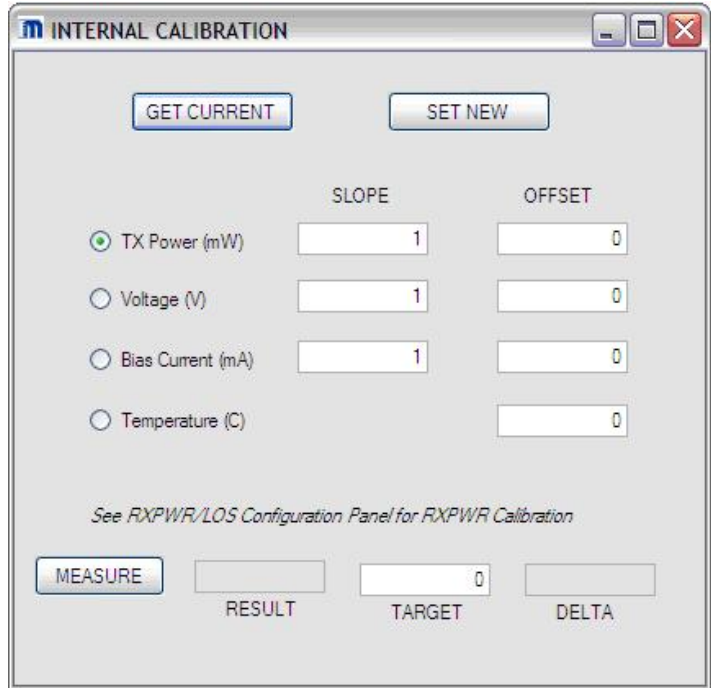 m INTERNAL CALIBRATION
GET CURRENT SET NEW
SLOPE OFFSET
TX Power (mW) 1 0
Voltage (V) 1 0
Bias Current (mA) 1 0
Temperature (C) 0
See RXPWR/LOS Configuration Panel for RXPWR Calibration
MEASURE 0
RESULT TARGET DELTA